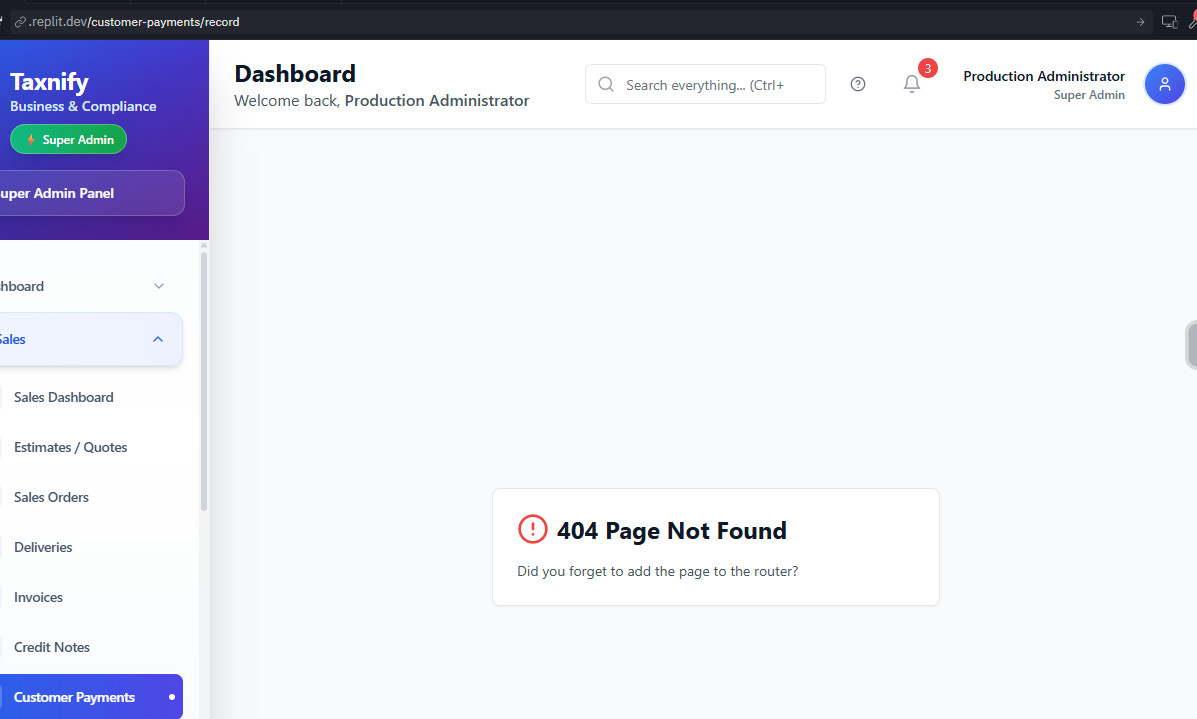 .replit.dev/customer-payments/record
Taxnify
Business & Compliance
Super Admin
uper Admin Panel
hboard
Sales
Sales Dashboard
Estimates / Quotes
Sales Orders
Deliveries
Invoices
Credit Notes
Customer Payments
Dashboard
Welcome back, Production Administrator
Search everything... (Ctrl+
3
Production Administrator
Super Admin
404 Page Not Found
Did you forget to add the page to the router?